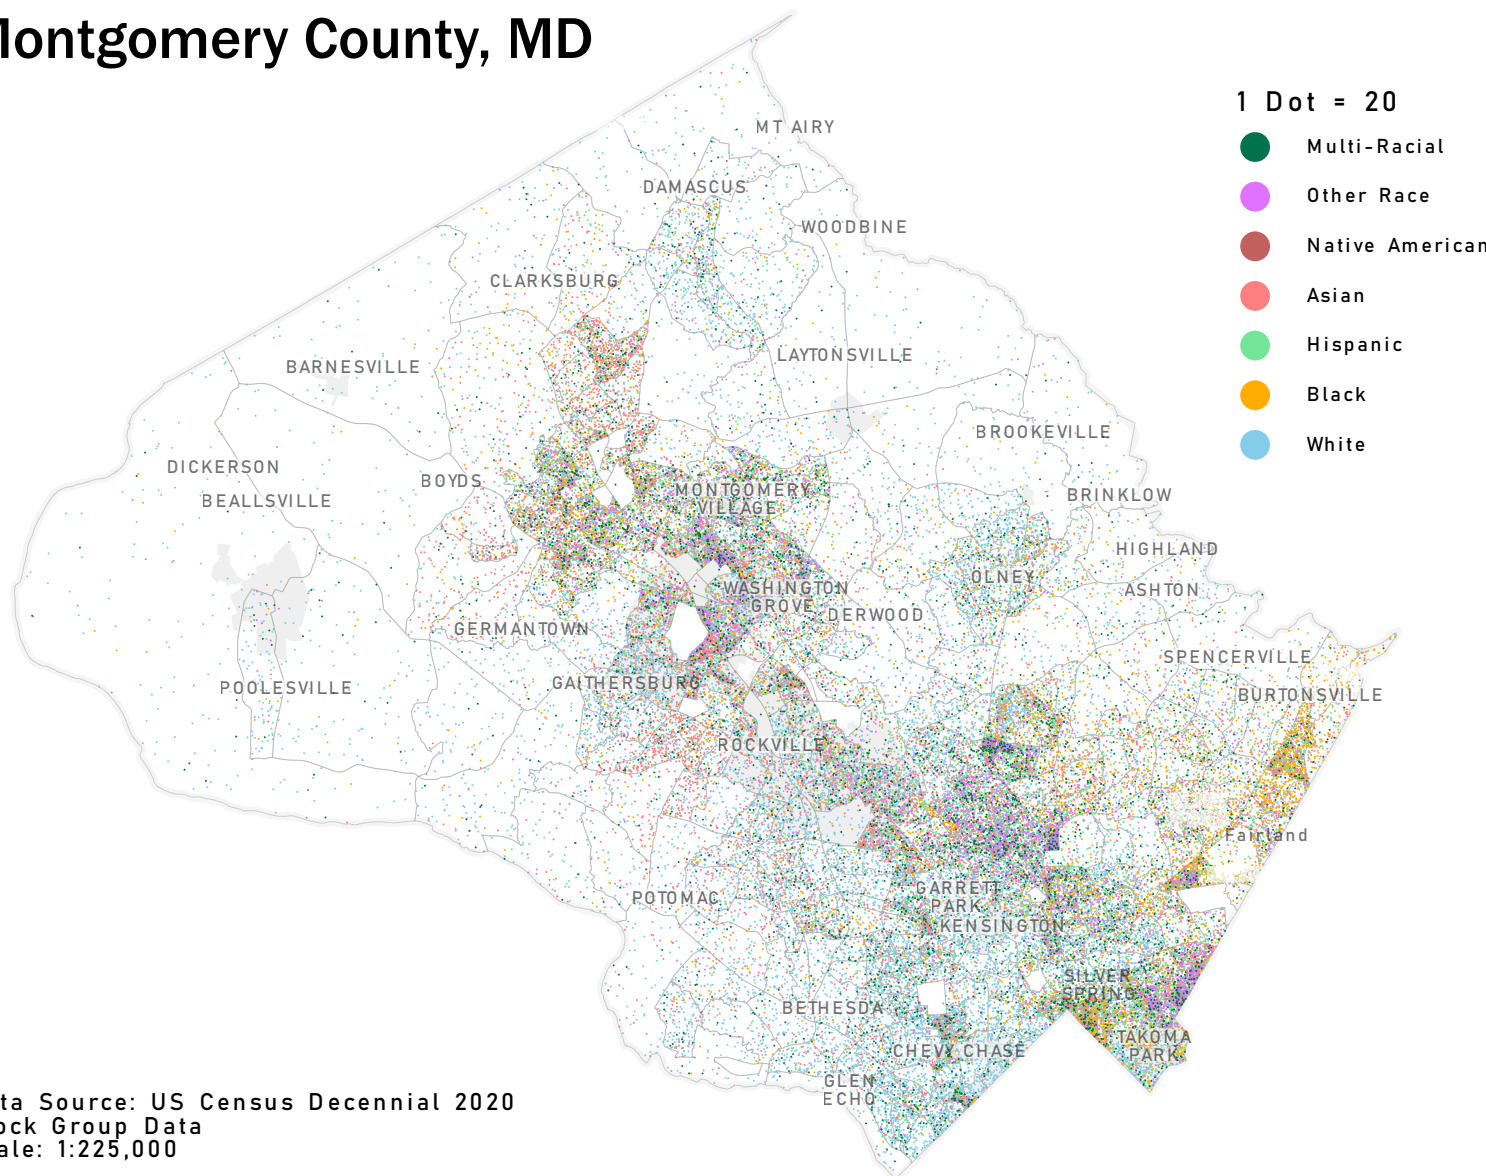 Montgomery County, MD
1 Dot = 20
Multi-Racial
Other Race
Native American
Asian
Hispanic
Black
White
MT AIRY
DAMASCUS
WOODBINE
CLARKSBURG
LAYTONSVILLE
BARNESVILLE
BROOKEVILLE
DICKERSON
BOYDS
BEALLSVILLE
MONTGOMERY
VILLAGE
BRINKLOW
HIGHLAND
OLNEY
ASHTON
WASHINGTON
GROVE
DERWOOD
GERMANTOWN
SPENCERVILLE
GAITHERSBURG
POOLESVILLE
BURTONSVILLE
ROCKVILLE
Fairland
GARRETT
PARK
POTOMAC
KENSINGTON
SILVER
SPRING
BETHESDA
TAKOMA
PARK
CHEVY CHASE
GLEN
ECHO
ta Source: US Census Decennial 2020
ock Group Data
ale: 1:225,000